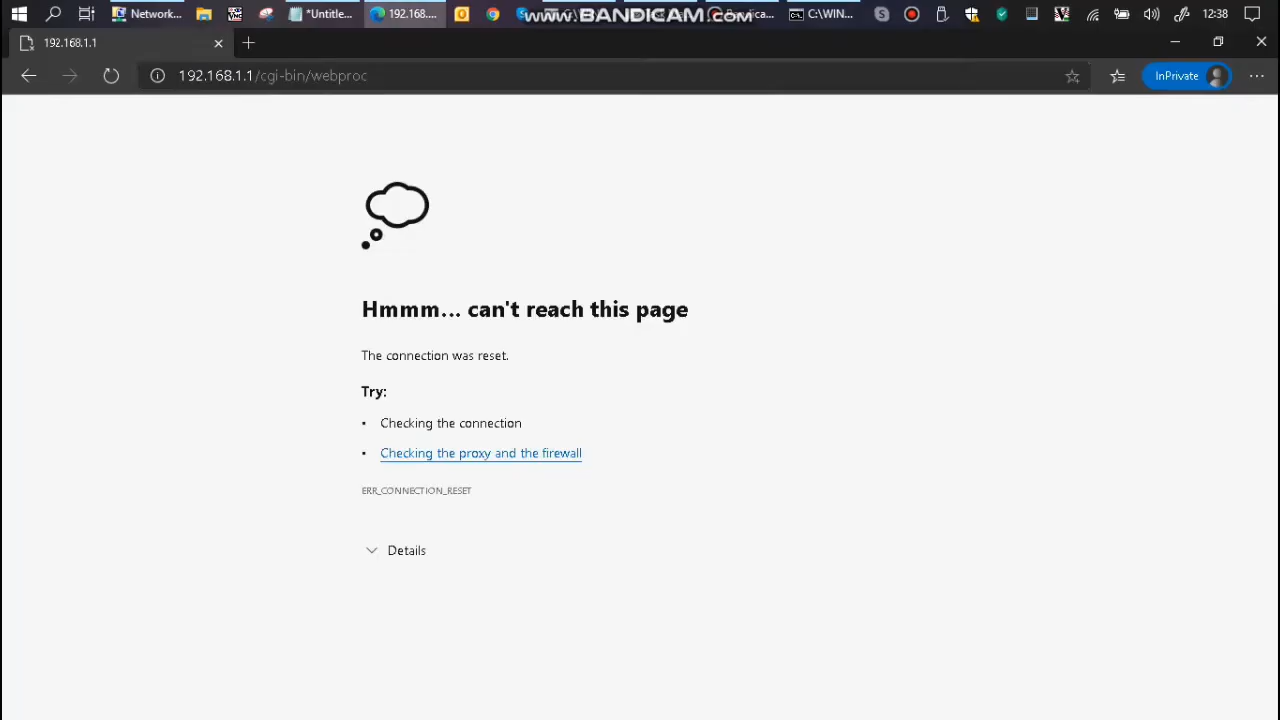 Network...
*Untitle...
192.168....
www.BANDICAM.com
C:\WIN...
12:38
192.168.1.1
192.168.1.1/cgi-bin/webproc
InPrivate
Hmmm... can't reach this page
The connection was reset.
Try:
• Checking the connection
• Checking the proxy and the firewall
ERR_CONNECTION_RESET
Details